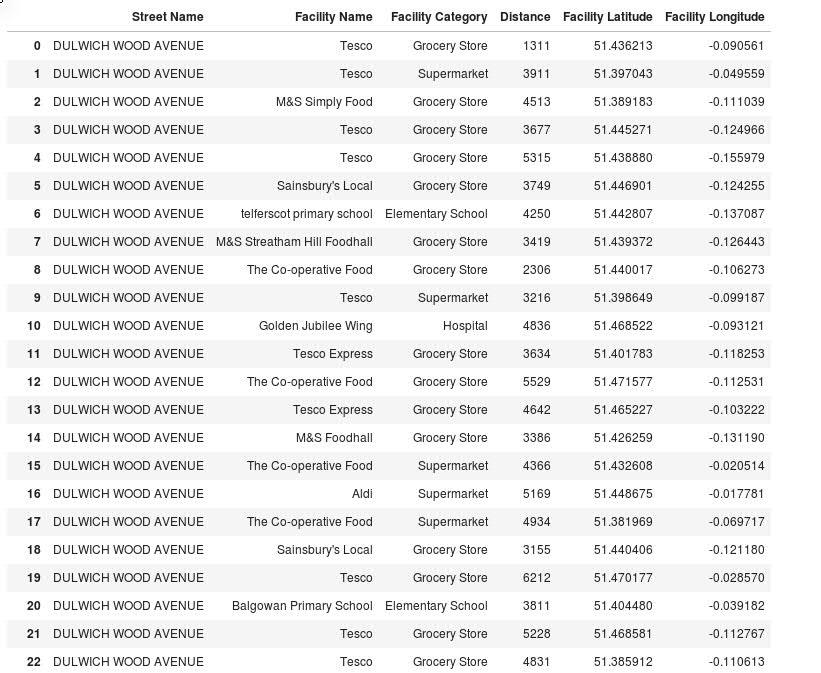 Street Name Facility Name Facility Category Distance Facility Latitude Facility Longitude
0 DULWICH WOOD AVENUE Tesco Grocery Store 1311 51.436213 -0.090561
1 DULWICH WOOD AVENUE Tesco Supermarket 3911 51.397043 -0.049559
2 DULWICH WOOD AVENUE M&S Simply Food Grocery Store 4513 51.389183 -0.111039
3 DULWICH WOOD AVENUE Tesco Grocery Store 3677 51.445271 -0.124966
4 DULWICH WOOD AVENUE Tesco Grocery Store 5315 51.438880 -0.155979
5 DULWICH WOOD AVENUE Sainsbury's Local Grocery Store 3749 51.446901 -0.124255
6 DULWICH WOOD AVENUE telferscot primary school Elementary School 4250 51.442807 -0.137087
7 DULWICH WOOD AVENUE M&S Streatham Hill Foodhall Grocery Store 3419 51.439372 -0.126443
8 DULWICH WOOD AVENUE The Co-operative Food Grocery Store 2306 51.440017 -0.106273
9 DULWICH WOOD AVENUE Tesco Supermarket 3216 51.398649 -0.099187
10 DULWICH WOOD AVENUE Golden Jubilee Wing Hospital 4836 51.468522 -0.093121
11 DULWICH WOOD AVENUE Tesco Express Grocery Store 3634 51.401783 -0.118253
12 DULWICH WOOD AVENUE The Co-operative Food Grocery Store 5529 51.471577 -0.112531
13 DULWICH WOOD AVENUE Tesco Express Grocery Store 4642 51.465227 -0.103222
14 DULWICH WOOD AVENUE M&S Foodhall Grocery Store 3386 51.426259 -0.131190
15 DULWICH WOOD AVENUE The Co-operative Food Supermarket 4366 51.432608 -0.020514
16 DULWICH WOOD AVENUE Aldi Supermarket 5169 51.448675 -0.017781
17 DULWICH WOOD AVENUE The Co-operative Food Supermarket 4934 51.381969 -0.069717
18 DULWICH WOOD AVENUE Sainsbury's Local Grocery Store 3155 51.440406 -0.121180
19 DULWICH WOOD AVENUE Tesco Grocery Store 6212 51.470177 -0.028570
20 DULWICH WOOD AVENUE Balgowan Primary School Elementary School 3811 51.404480 -0.039182
21 DULWICH WOOD AVENUE Tesco Grocery Store 5228 51.468581 -0.112767
22 DULWICH WOOD AVENUE Tesco Grocery Store 4831 51.385912 -0.110613